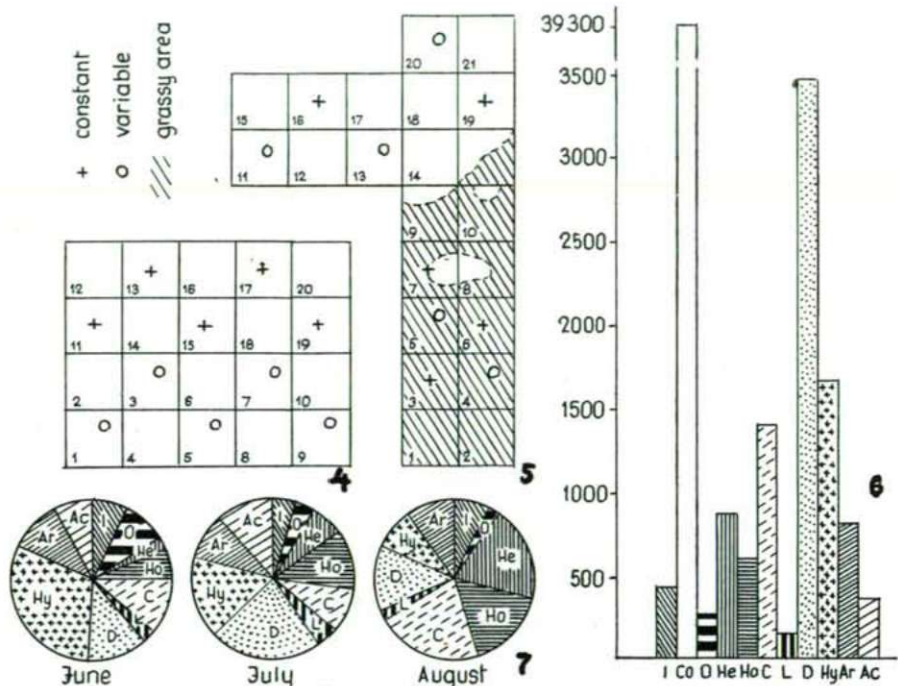 + constant
o variable
grassy area
20 21
15 16 17 18 19
11 12 13 14
9 10
7 8
5 6
3 4
1 2
5
12 13 16 17 20
11 14 15 18 19
2 3 6 7 10
1 4 5 8 9
4
39300
3500
3000
2500
2000
1500
1000
500
6
I Co O He Ho C L D Hy Ar Ac
I O He Ho C L D Hy Ar Ac
June
I O He Ho C L D Hy Ar Ac
July
I O He Ho C L D Hy Ar
August
7